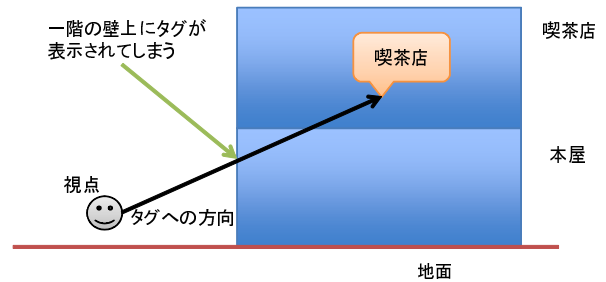 一階の壁上にタグが
表示されてしまう
喫茶店
喫茶店
本屋
視点
タグへの方向
地面